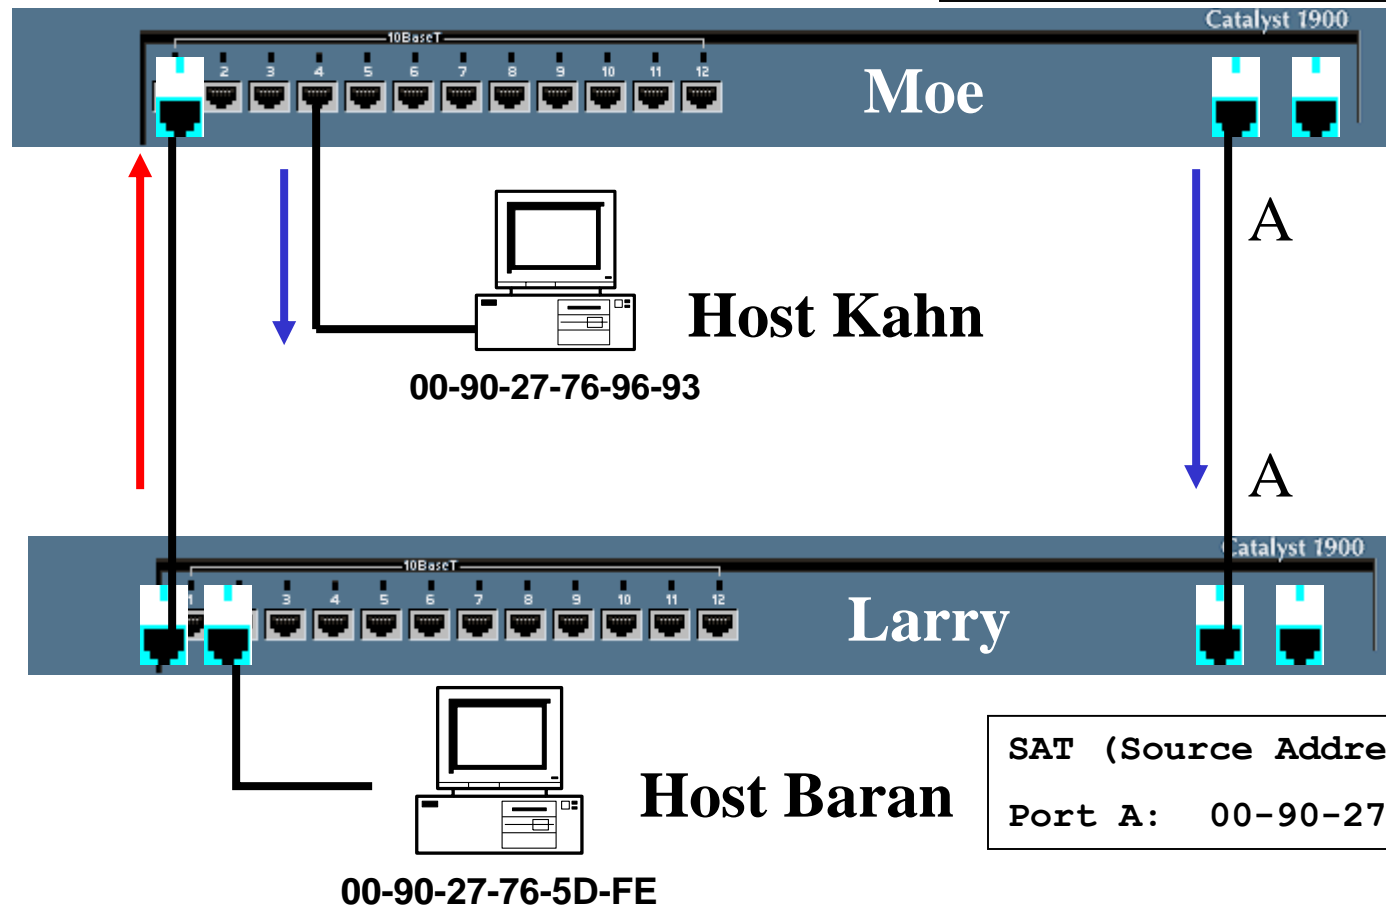 Catalyst 1900
10BaseT
2 3 4 5 6 7 8 9 10 11 12
Moe
A
Host Kahn
00-90-27-76-96-93
A
Catalyst 1900
10BaseT
1 3 4 5 6 7 8 9 10 11 12
Larry
SAT (Source Addre
Host Baran
Port A: 00-90-27
00-90-27-76-5D-FE